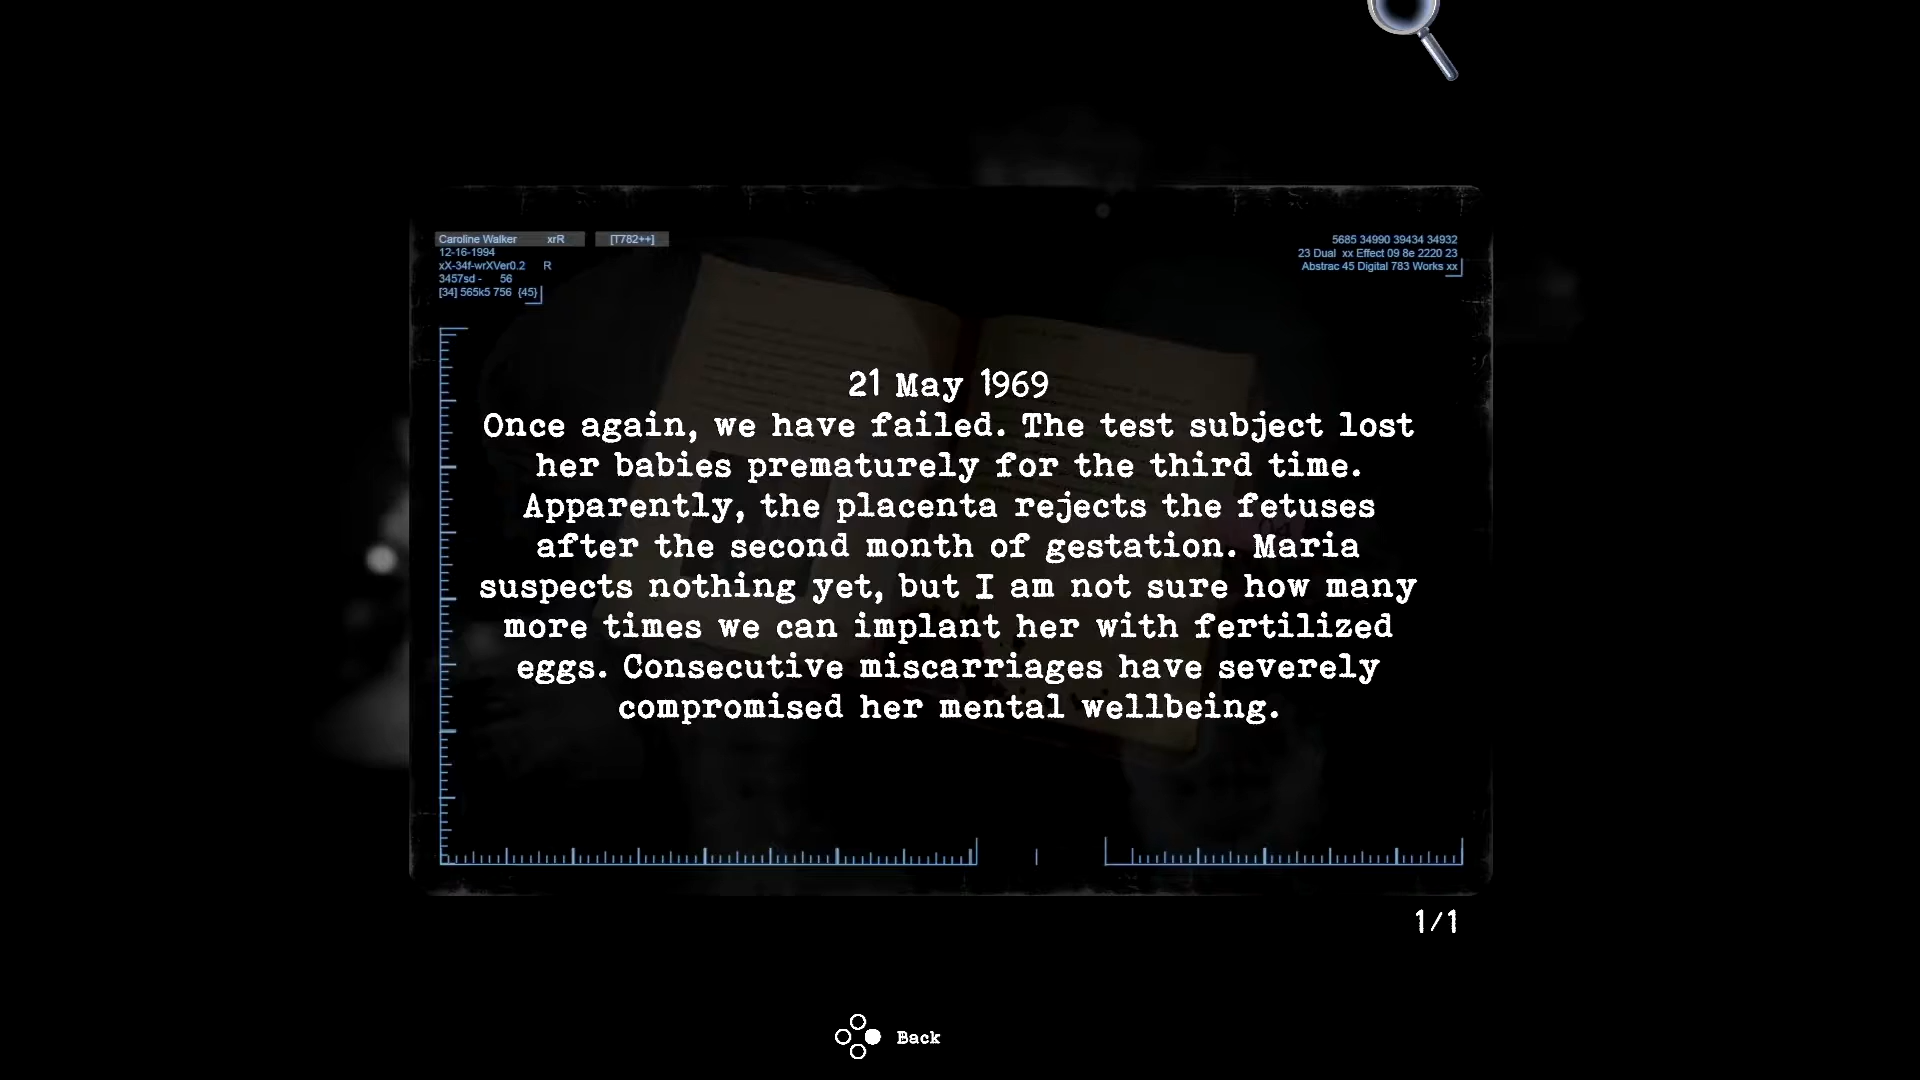 Caroline Walker xrR [T782++]
12-16-1994
xX-34f-wrXVer0.2 R
3457sd - 56
[34] 565k5 756 {45}
5685 34990 39434 34932
23 Dual xx Effect 09 8e 2220 23
Abstrac 45 Digital 783 Works xx
21 May 1969
Once again, we have failed. The test subject lost
her babies prematurely for the third time.
Apparently, the placenta rejects the fetuses
after the second month of gestation. Maria
suspects nothing yet, but I am not sure how many
more times we can implant her with fertilized
eggs. Consecutive miscarriages have severely
compromised her mental wellbeing.
1/1
Back